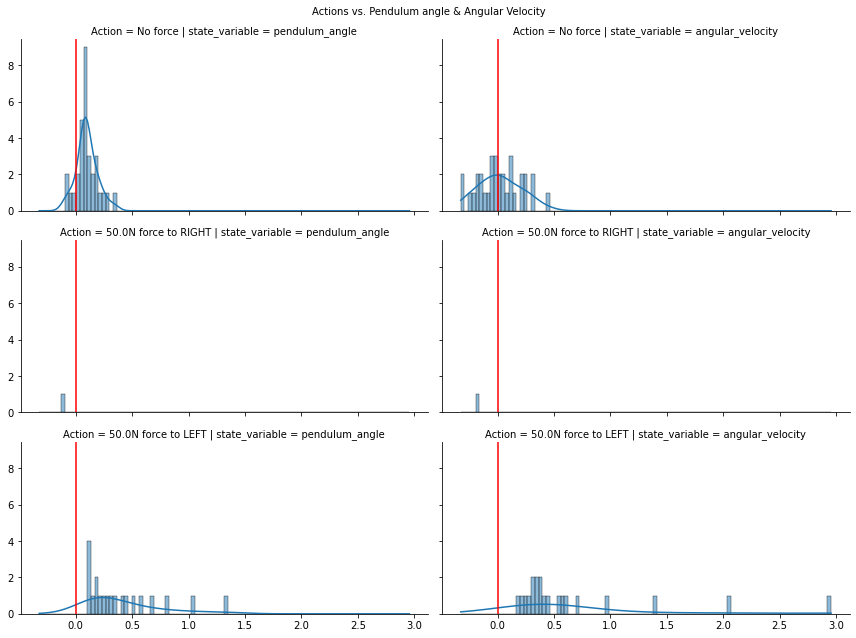 Actions vs. Pendulum angle & Angular Velocity
Action = No force | state_variable = pendulum_angle
Action = No force | state_variable = angular_velocity
8
6
4
2
0
Action = 50.0N force to RIGHT | state_variable = pendulum_angle
Action = 50.0N force to RIGHT | state_variable = angular_velocity
8
6
4
2
0
Action = 50.0N force to LEFT | state_variable = pendulum_angle
Action = 50.0N force to LEFT | state_variable = angular_velocity
8
6
4
2
0
0.0 0.5 1.0 1.5 2.0 2.5 3.0
0.0 0.5 1.0 1.5 2.0 2.5 3.0